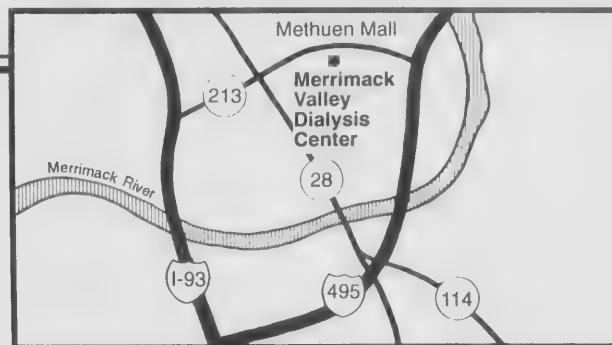 Methuen Mall
Merrimack
Valley
Dialysis
Center
213
Merrimack River
28
I-93
495
114